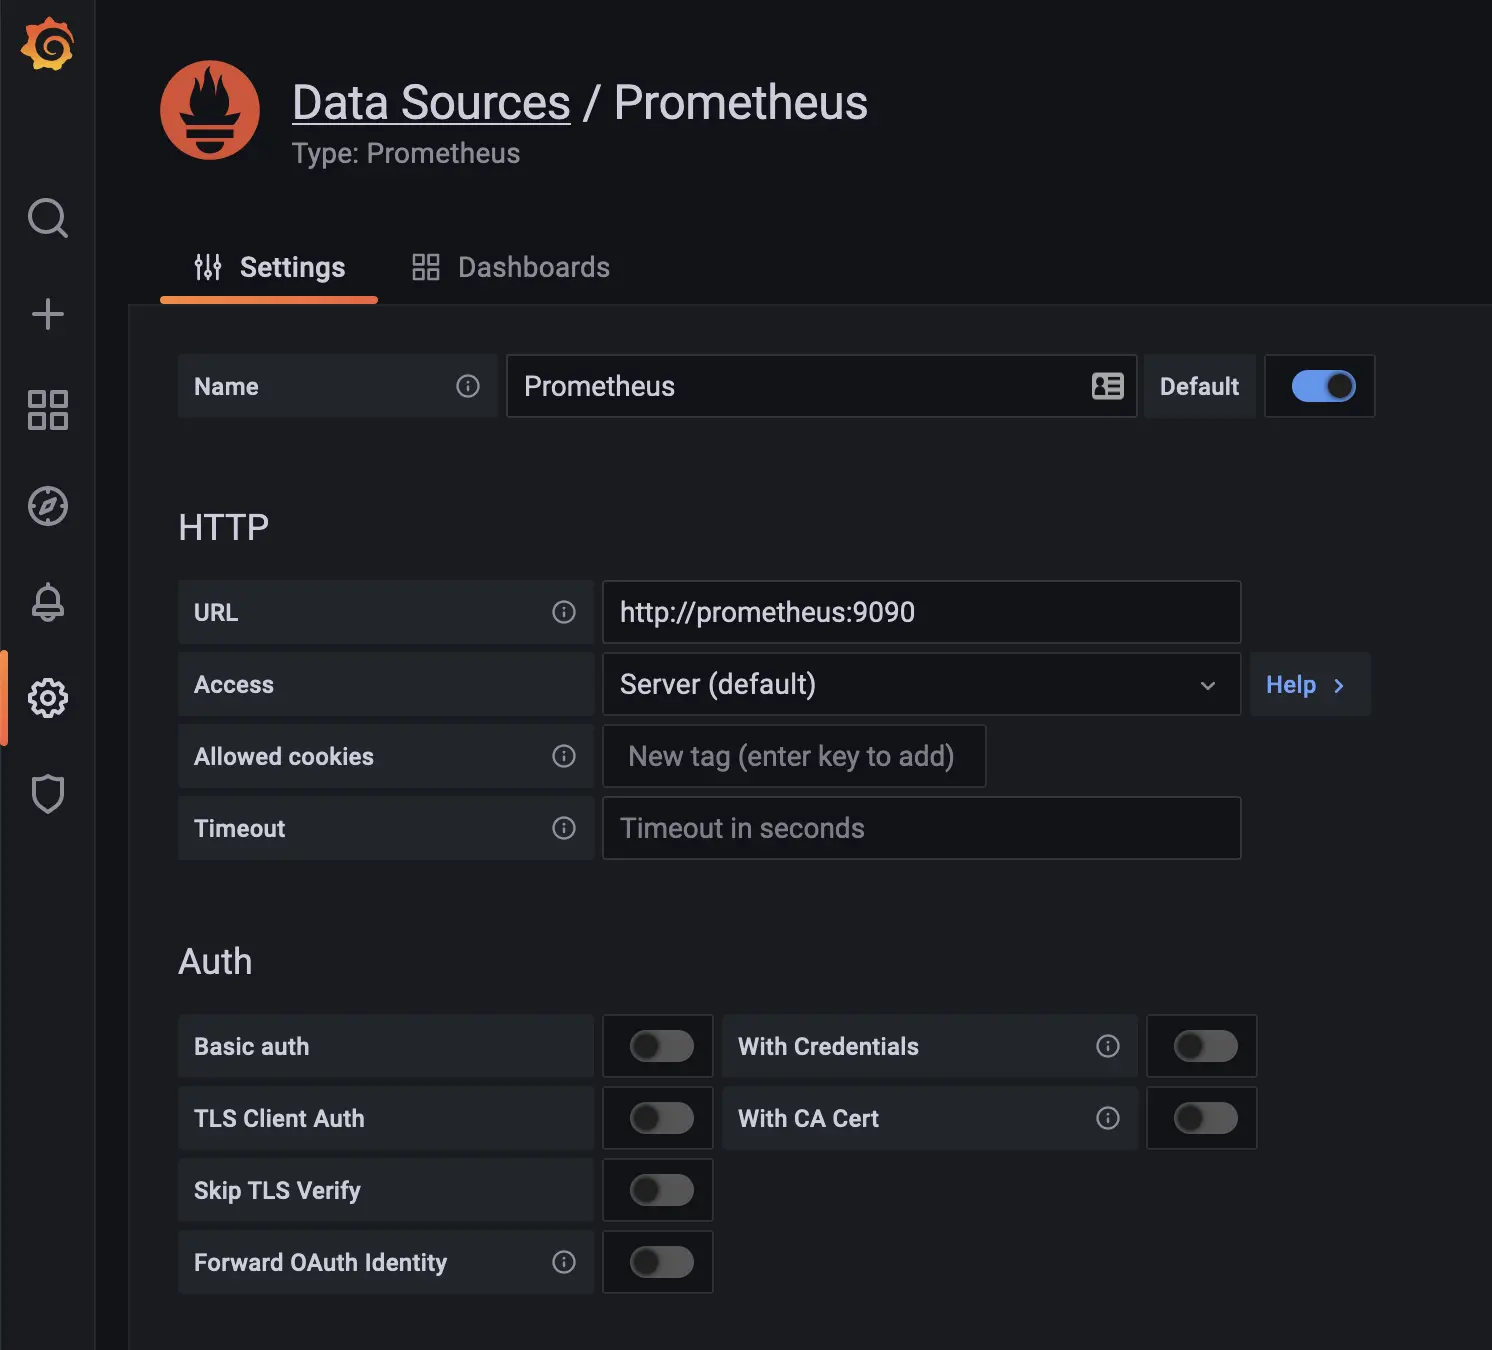 Data Sources / Prometheus
Type: Prometheus
Settings Dashboards
Name Prometheus Default
HTTP
URL http://prometheus:9090
Access Server (default) Help
Allowed cookies New tag (enter key to add)
Timeout Timeout in seconds
Auth
Basic auth With Credentials
TLS Client Auth With CA Cert
Skip TLS Verify
Forward OAuth Identity